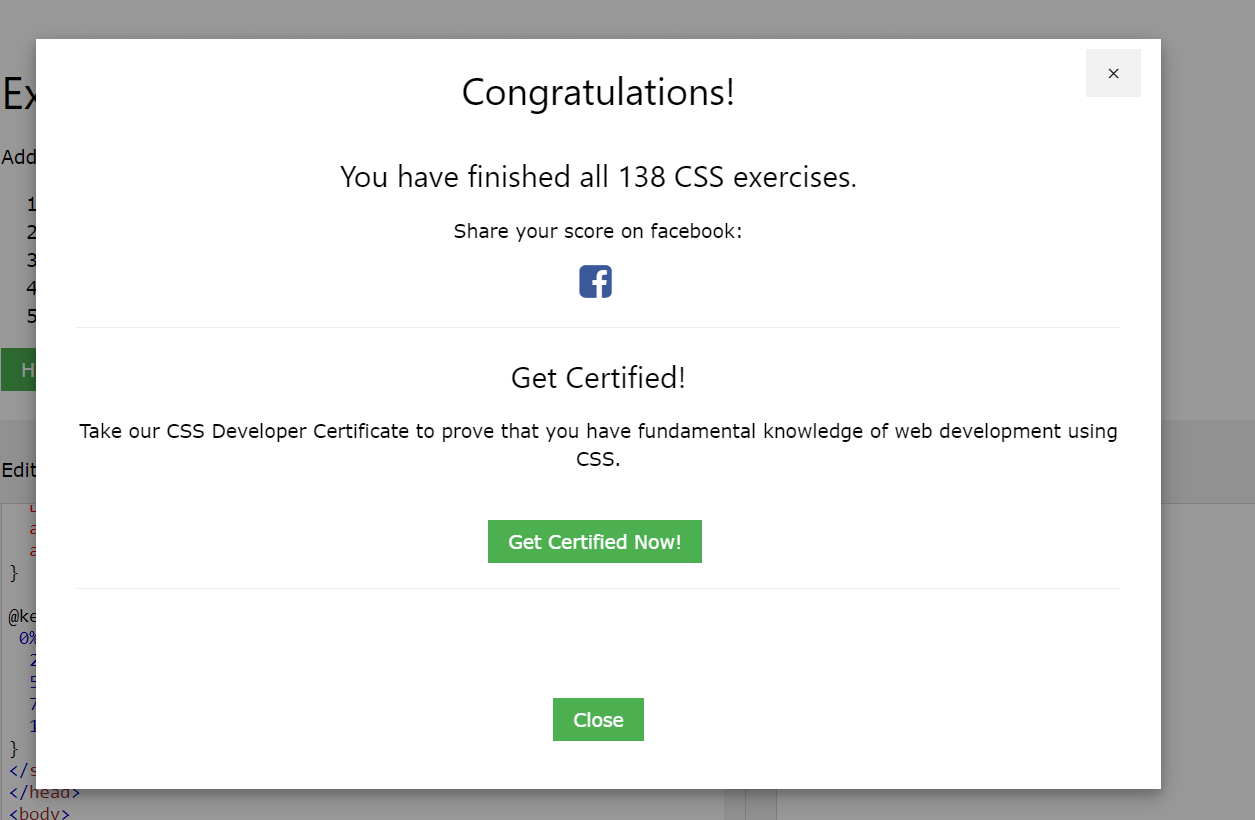 Congratulations!
×
You have finished all 138 CSS exercises.
Share your score on facebook:
Get Certified!
Take our CSS Developer Certificate to prove that you have fundamental knowledge of web development using
CSS.
Get Certified Now!
Close
Ex
Add
1
2
3
4
5
H
Edit
a
a
}
@ke
0%
2
5
7
1
}
</s
</head>
<body>